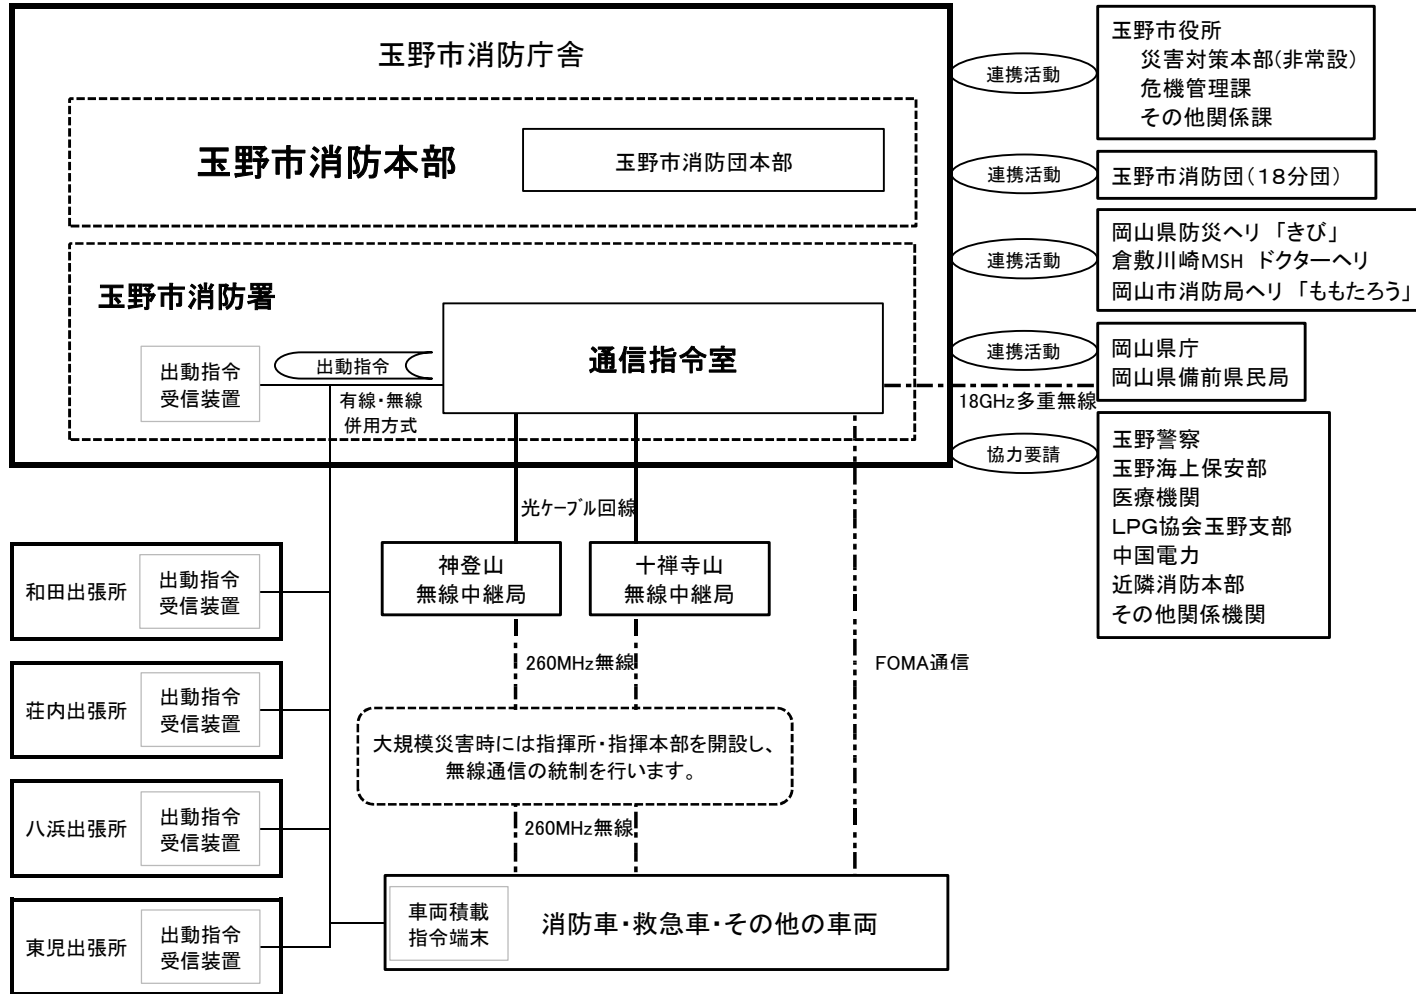 玉野市消防庁舎
玉野市消防本部
玉野市消防団本部
玉野市消防署
通信指令室
出動指令
受信装置
出動指令
有線・無線
併用方式
連携活動
玉野市役所
災害対策本部(非常設)
危機管理課
その他関係課
連携活動
玉野市消防団(18分団)
連携活動
岡山県防災ヘリ 「きび」
倉敷川崎MSH ドクターヘリ
岡山市消防局ヘリ 「ももたろう」
連携活動
岡山県庁
岡山県備前県民局
18GHz多重無線
協力要請
玉野警察
玉野海上保安部
医療機関
LPG協会玉野支部
中国電力
近隣消防本部
その他関係機関
光ケーブル回線
神登山
無線中継局
十禅寺山
無線中継局
260MHz無線
FOMA通信
大規模災害時には指揮所・指揮本部を開設し、
無線通信の統制を行います。
260MHz無線
和田出張所
出動指令
受信装置
荘内出張所
出動指令
受信装置
八浜出張所
出動指令
受信装置
東児出張所
出動指令
受信装置
車両積載
指令端末
消防車・救急車・その他の車両